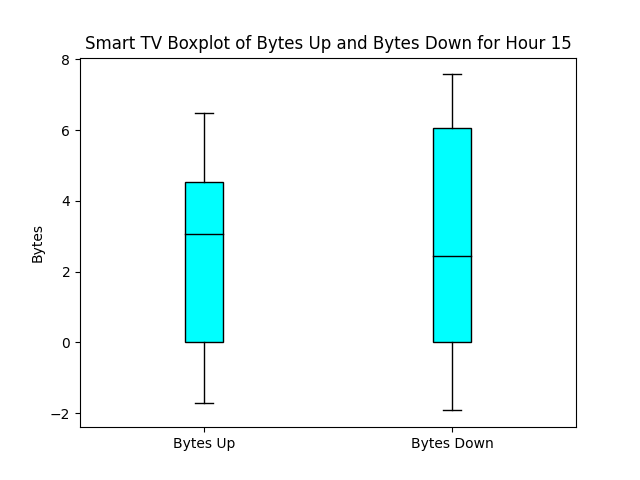 Smart TV Boxplot of Bytes Up and Bytes Down for Hour 15
8
6
4
2
0
−2
Bytes
Bytes Up
Bytes Down